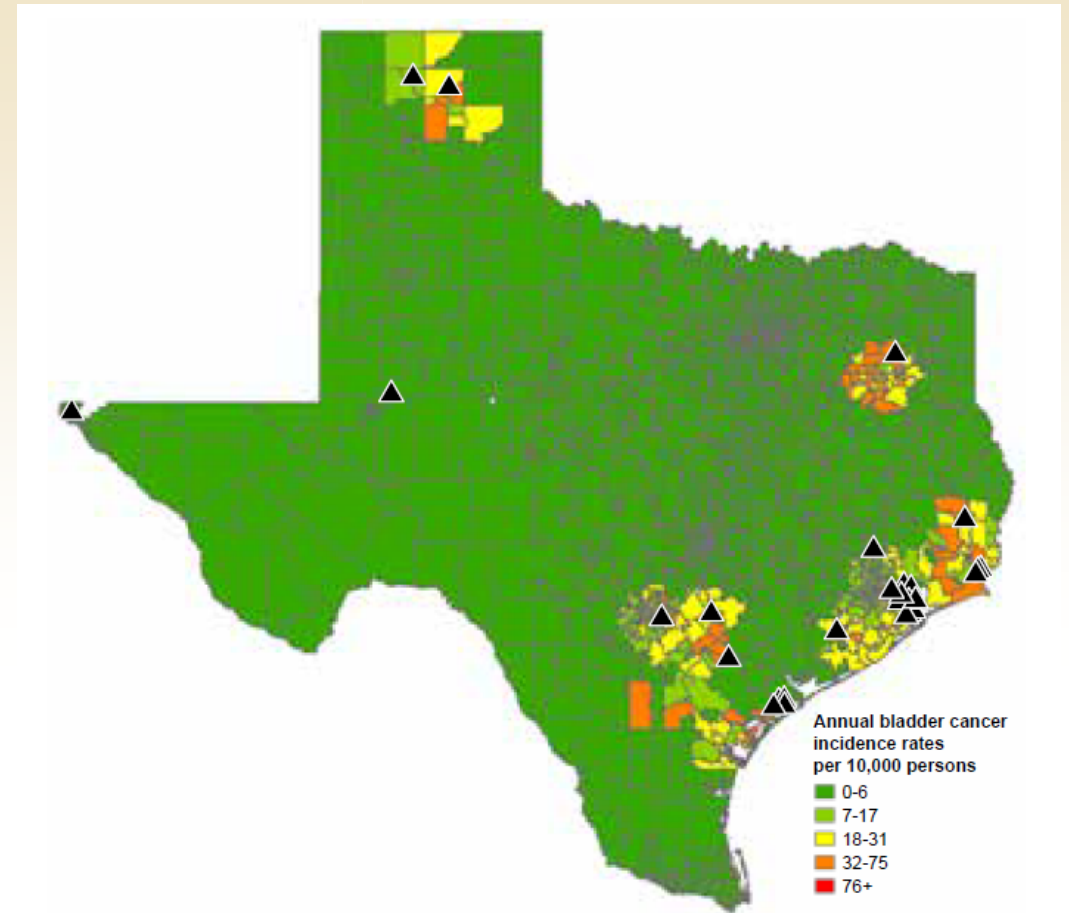 Annual bladder cancer
incidence rates
per 10,000 persons
0-6
7-17
18-31
32-75
76+